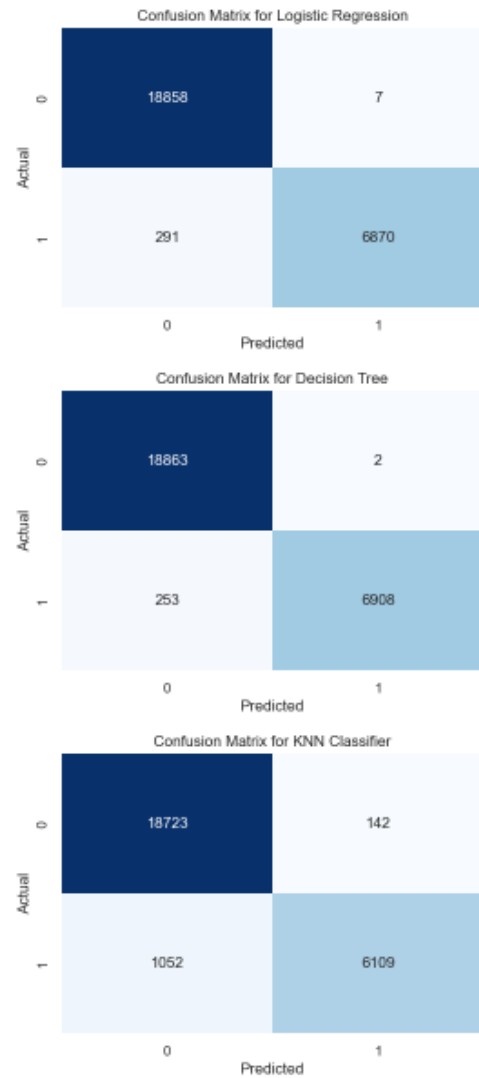 Confusion Matrix for Logistic Regression
0
18858
7
Actual
1
291
6870
0
1
Predicted
Confusion Matrix for Decision Tree
0
18863
2
Actual
1
253
6908
0
1
Predicted
Confusion Matrix for KNN Classifier
0
18723
142
Actual
1
1052
6109
0
1
Predicted